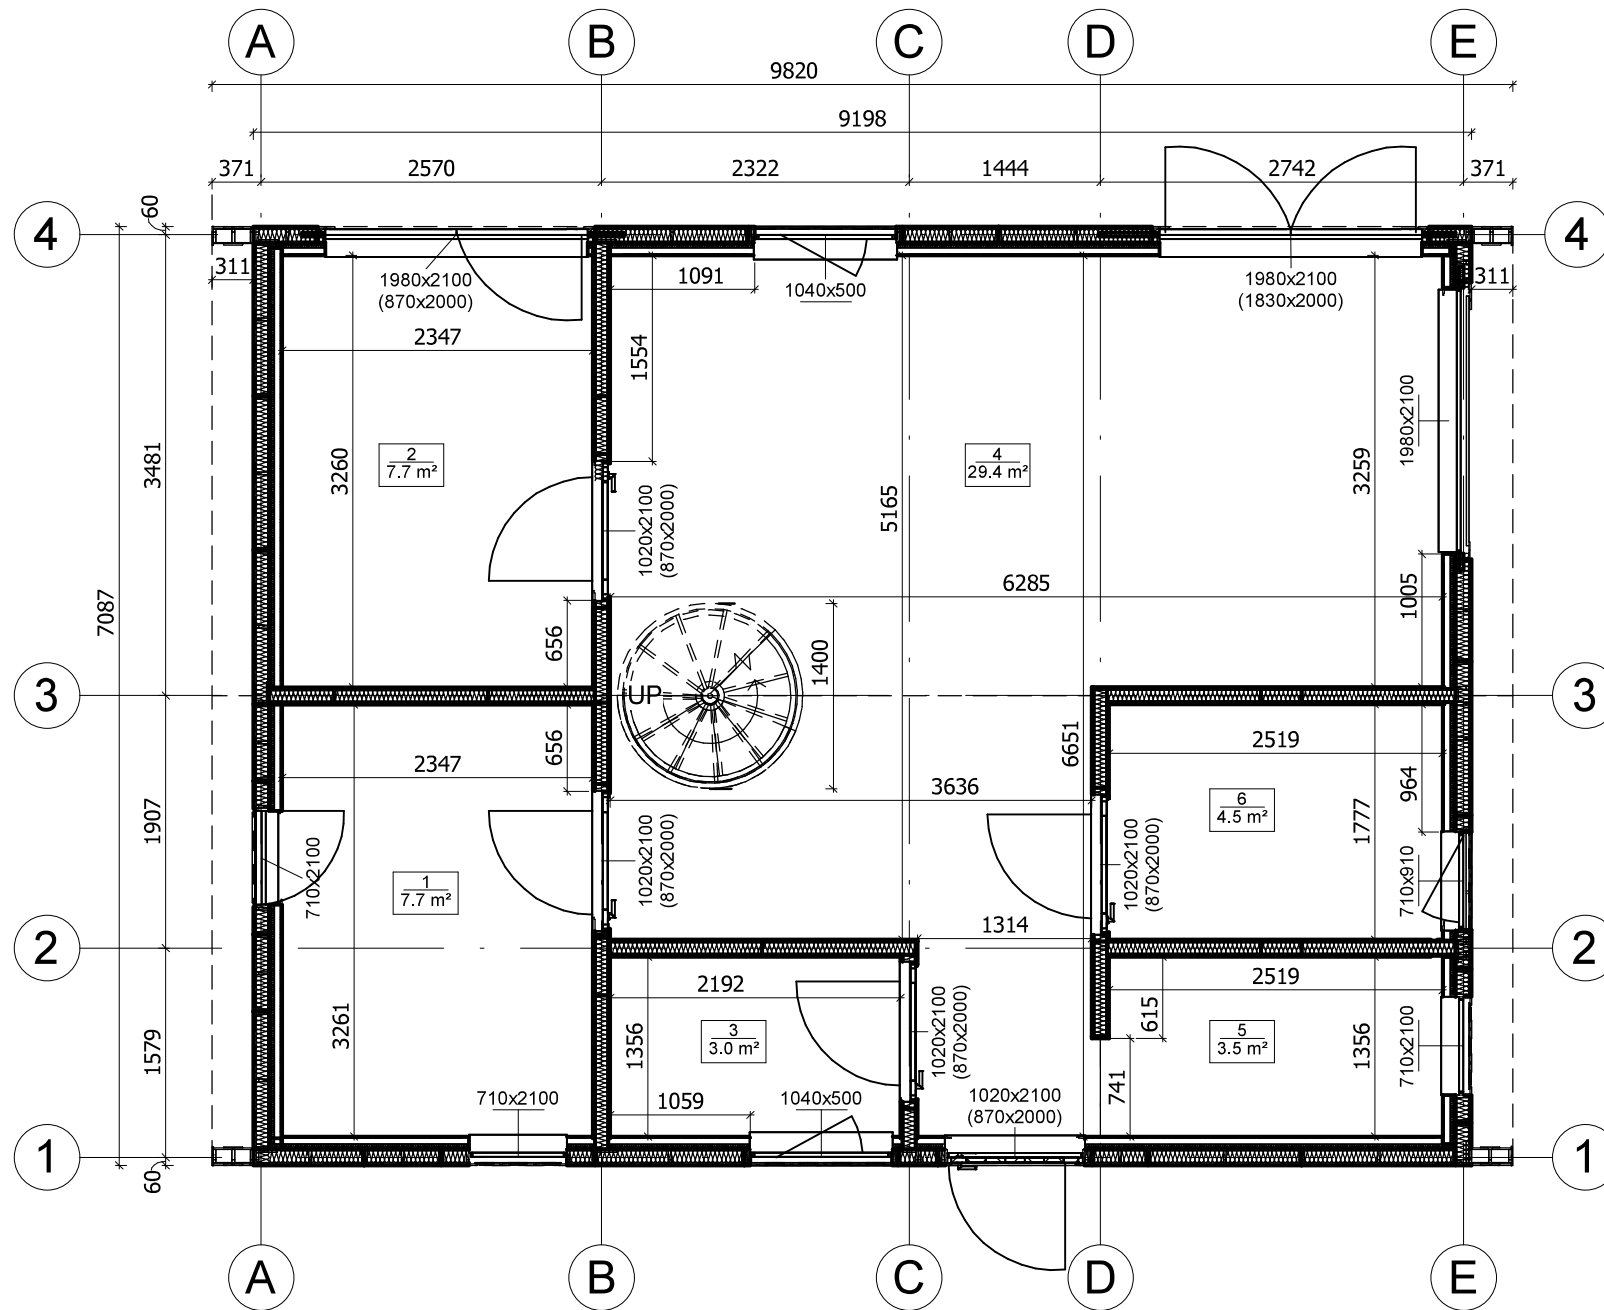 A B C D E
9820
9198
371 2570 2322 1444 2742 371
60
4 4
311 1091 311
1980x2100
(870x2000)
1040x500
1980x2100
(1830x2000)
2347
1554
1980x2100
3481
3260
2
7.7 m²
4
29.4 m²
3259
5165
1020x2100
(870x2000)
7087
6285
1005
656
1400
3 UP 3
656
6651
2347
2519
3636
964
1907
6
4.5 m²
1777
710x2100
1020x2100
(870x2000)
1020x2100
(870x2000)
710x910
1
7.7 m²
1314
2 2
2192
2519
1579
3261
1356
3
3.0 m²
1020x2100
(870x2000)
615
5
3.5 m²
1356
710x2100
741
710x2100
1059
1040x500
1020x2100
(870x2000)
1 1
60
A B C D E